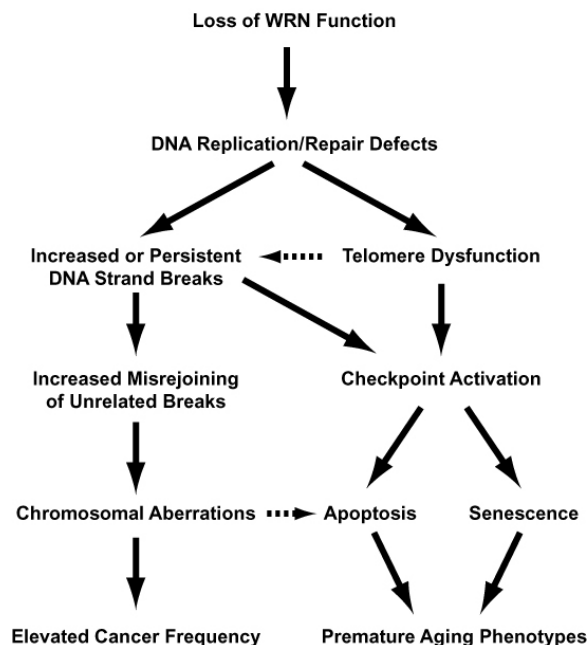 Loss of WRN Function
DNA Replication/Repair Defects
Increased or Persistent
DNA Strand Breaks
Telomere Dysfunction
Increased Misrejoining
of Unrelated Breaks
Checkpoint Activation
Chromosomal Aberrations
Apoptosis
Senescence
Elevated Cancer Frequency
Premature Aging Phenotypes